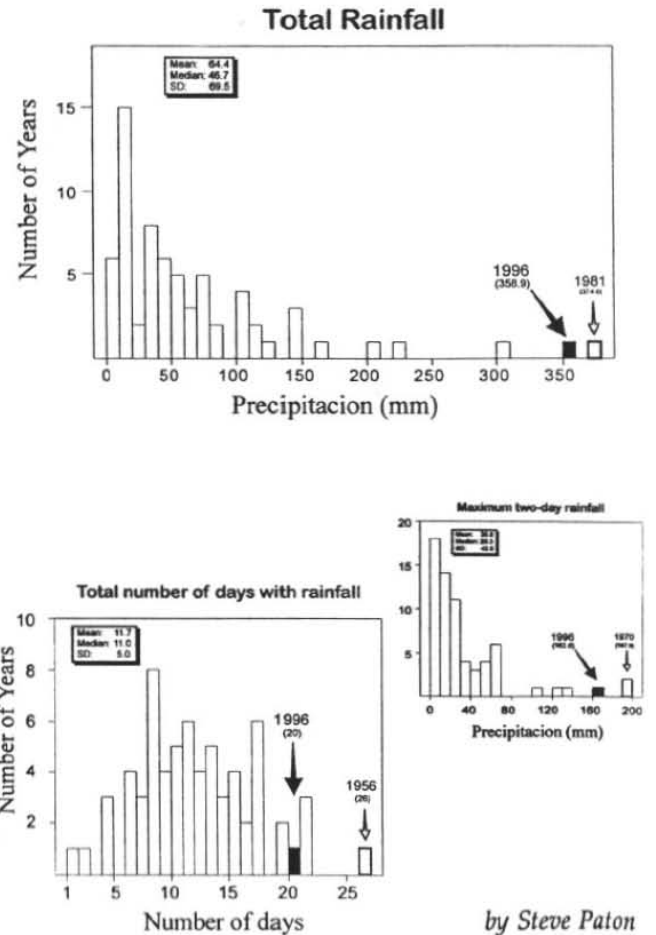 Total Rainfall
Mean: 64.4
Median: 46.7
SD: 69.5
Number of Years
15
10
5
1996
(358.9)
1981
0 50 100 150 200 250 300 350
Precipitacion (mm)
Maximum two-day rainfall
20
15
10
5
Mean:
Median:
SD:
1996
1970
0 40 80 120 160 200
Precipitacion (mm)
Total number of days with rainfall
10
8
6
4
2
Mean: 11.7
Median: 11.0
SD: 5.0
Number of Years
1996
(20)
1956
(26)
1 5 10 15 20 25
Number of days
by Steve Paton